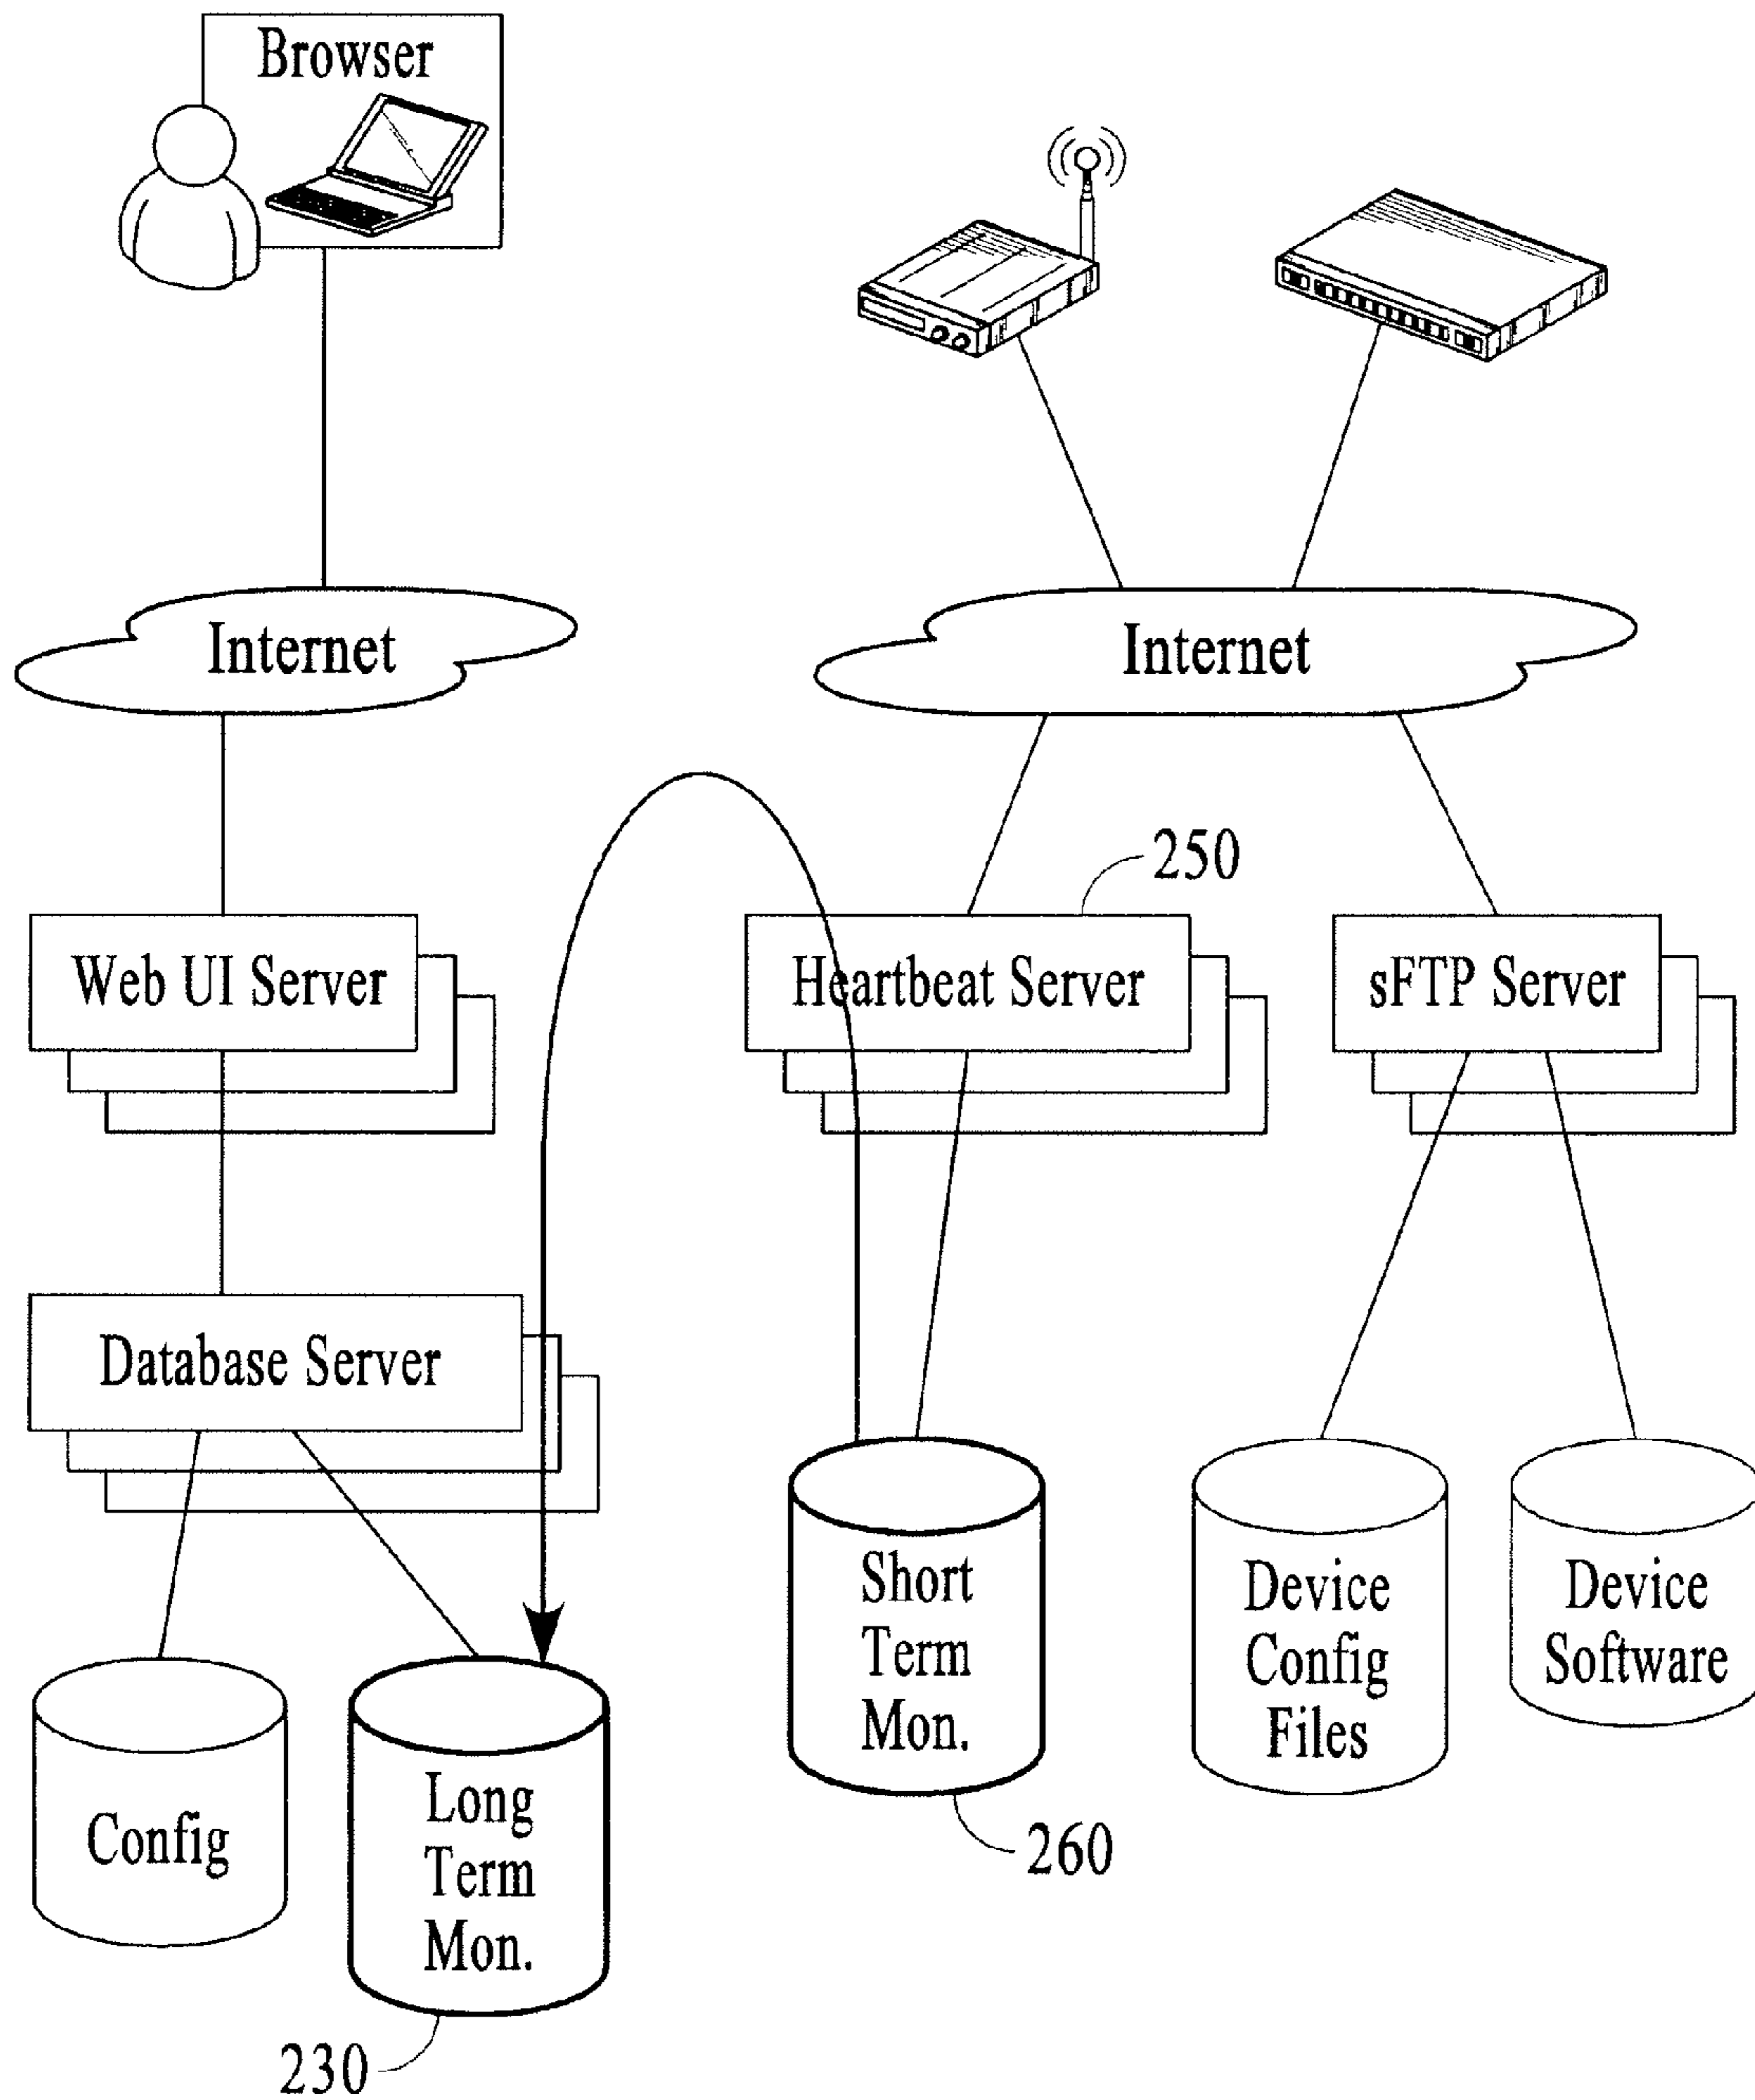 Browser
Internet
Internet
250
Web UI Server
Heartbeat Server
sFTP Server
Database Server
Short
Term
Mon.
Device
Config
Files
Device
Software
Config
Long
Term
Mon.
260
230